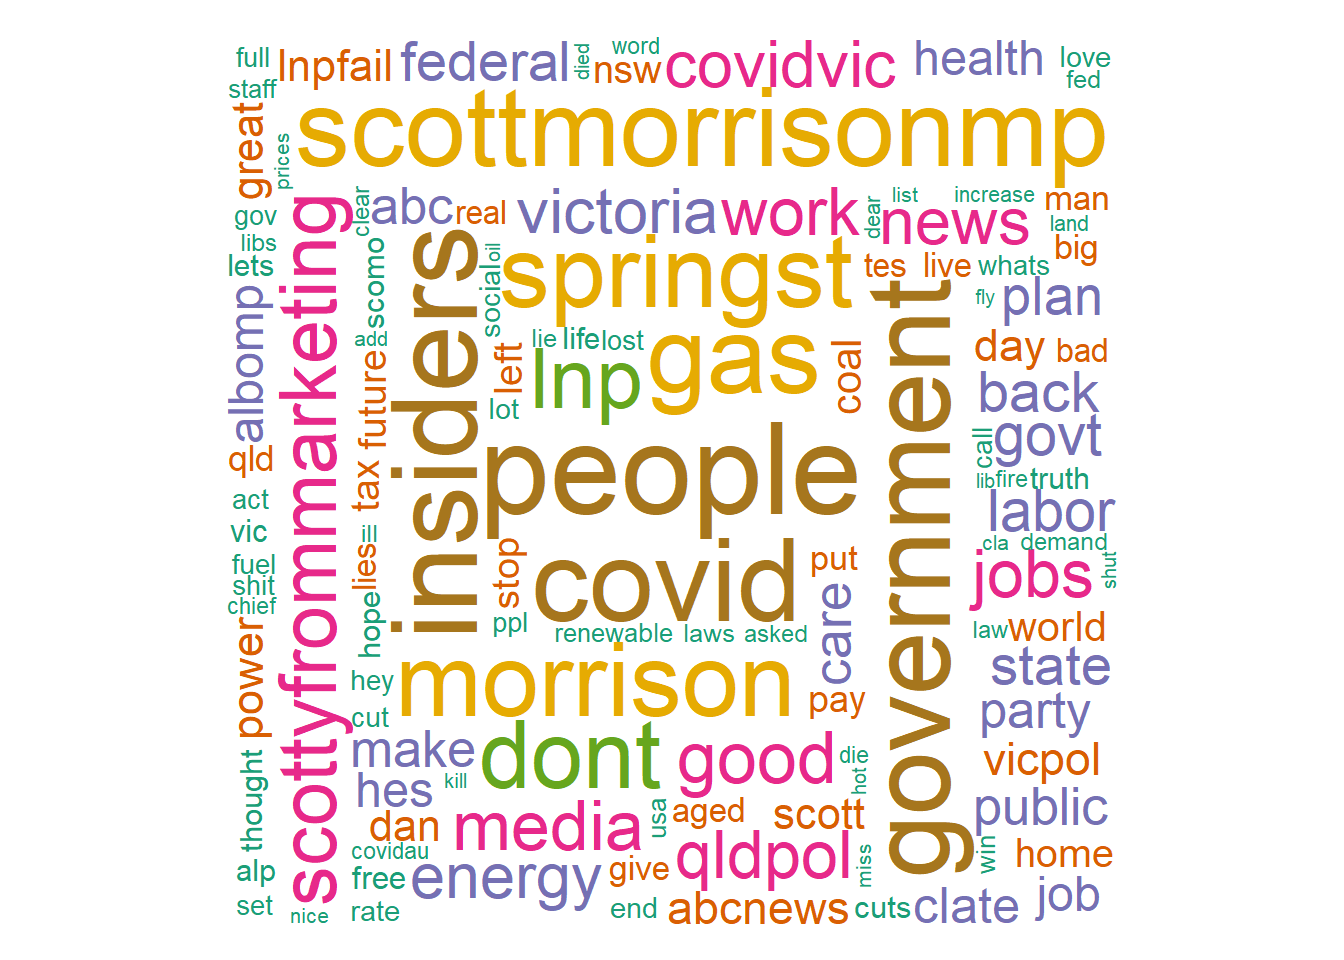 full lnpfail federal died word nsw covidvic health love fed
staff
great prices scottmorrisonmp
gov libs lets clear abc real victoria work dear list news increase man land big
scottyfrommarketing insiders springst government
albomp scomo social oil tes live whats fly plan
add lie life lost gas coal day bad
future left lnp lot back
qld tax people call govt
act vic ill lib fire truth labor
fuel shit chief lies stop covid put cla demand jobs shut
power hope ppl renewable laws asked care law world
hey cut morrison pay state party
thought make hes kill dont good die hot vicpol
dan media usa aged scott public
alp covidau free energy give qldpol miss win home
set nice rate end abcnews cuts clate job